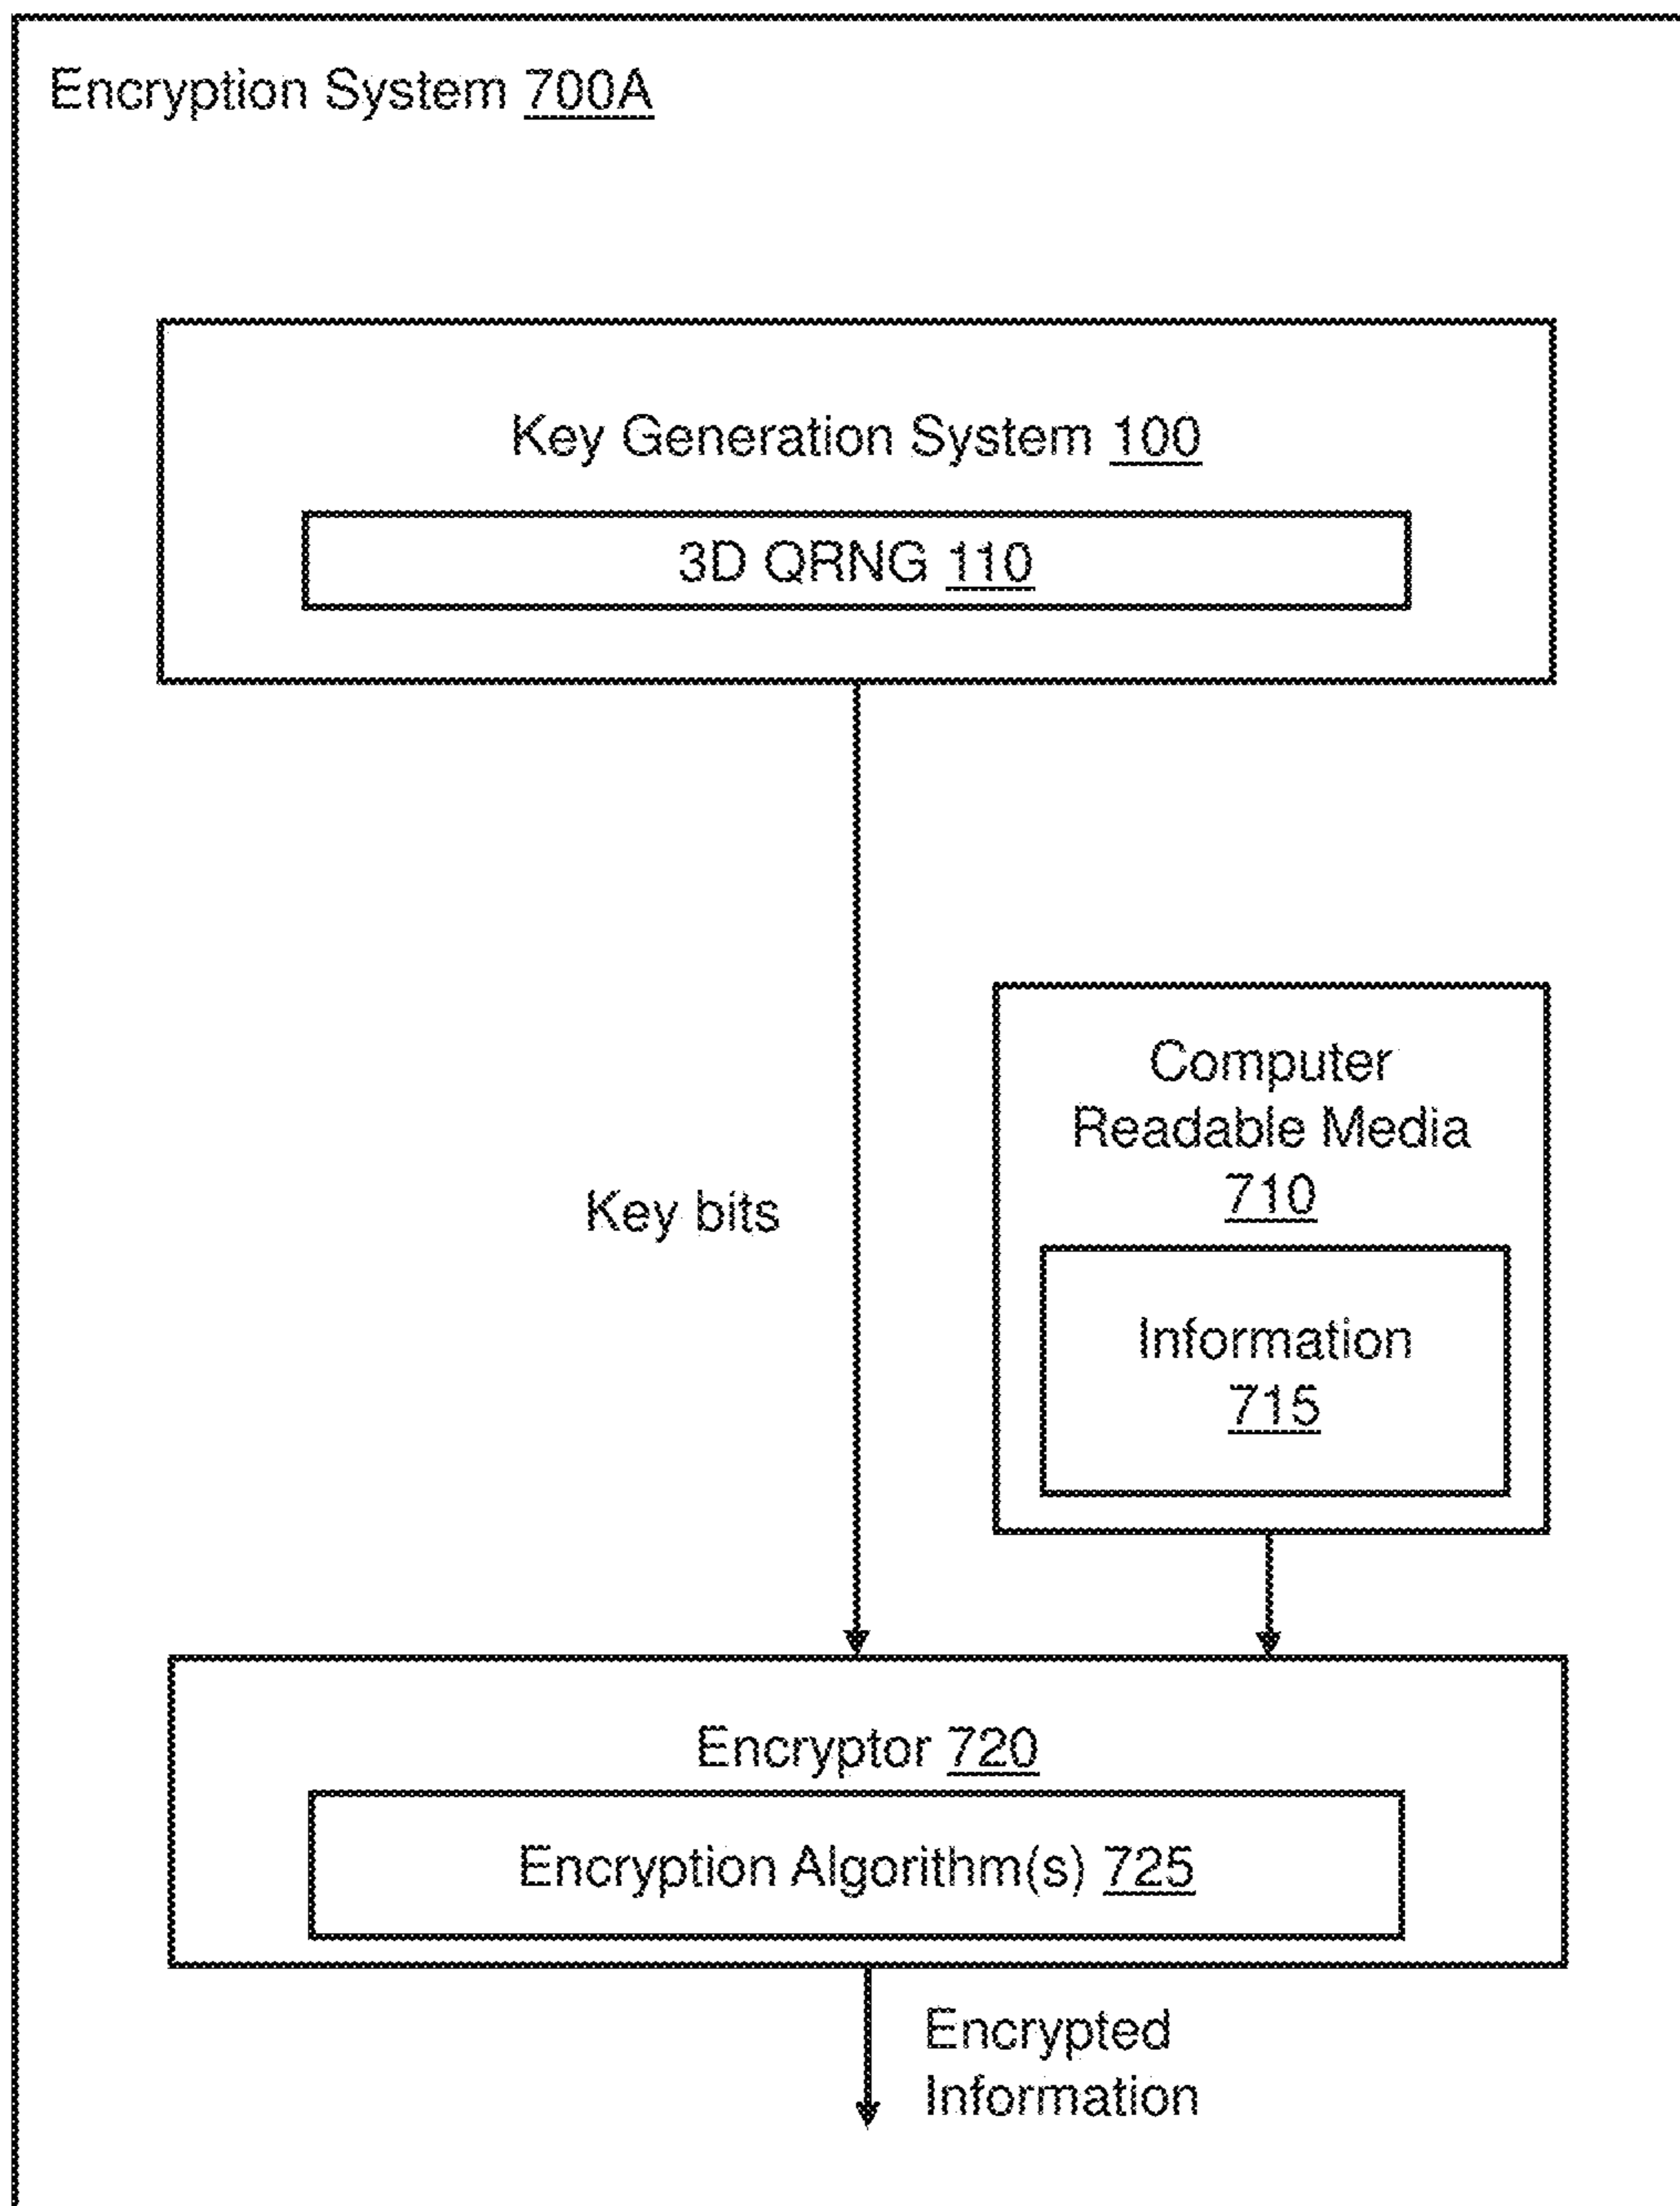 Encryption System 700A
Key Generation System 100
3D QRNG 110
Key bits
Computer
Readable Media
710
Information
715
Encryptor 720
Encryption Algorithm(s) 725
Encrypted
Information